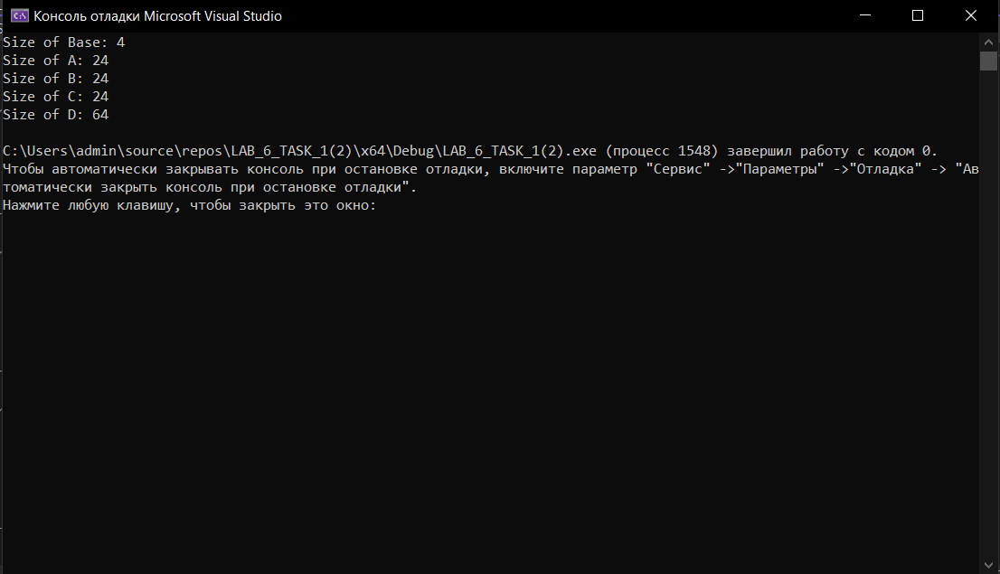 Консоль отладки Microsoft Visual Studio
Size of Base: 4
Size of A: 24
Size of B: 24
Size of C: 24
Size of D: 64
C:\Users\admin\source\repos\LAB_6_TASK_1(2)\x64\Debug\LAB_6_TASK_1(2).exe (процесс 1548) завершил работу с кодом 0.
Чтобы автоматически закрывать консоль при остановке отладки, включите параметр "Сервис" ->"Параметры" ->"Отладка" -> "Ав
томатически закрыть консоль при остановке отладки".
Нажмите любую клавишу, чтобы закрыть это окно: